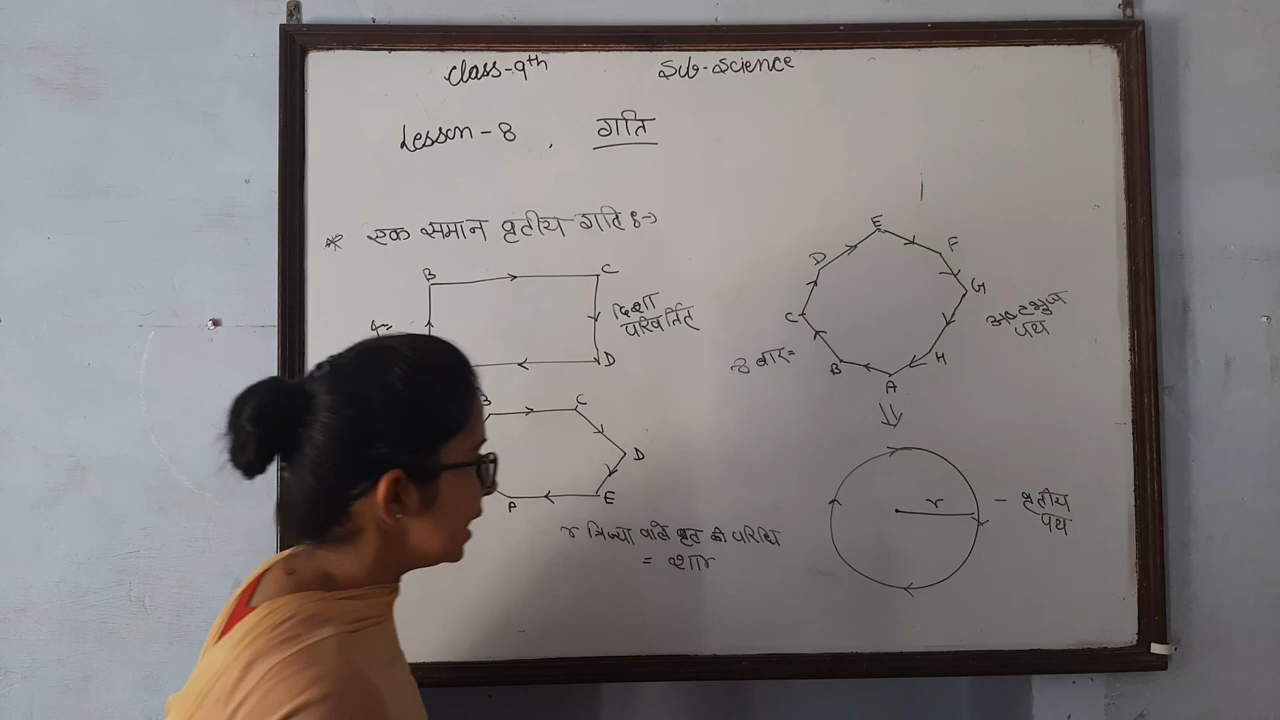 Class-9th Sub-Science
Lesson-8, गति
* एक समान वृतीय गति :->
B C
दिशा
परिवर्तित
4=
D
B C
D
E
A
r त्रिज्या वाले वृत की परिधि
= 2πr
E
D F
G
C
अष्टभुज
पथ
8 बार=
B H
A
r
- वृतीय
पथ